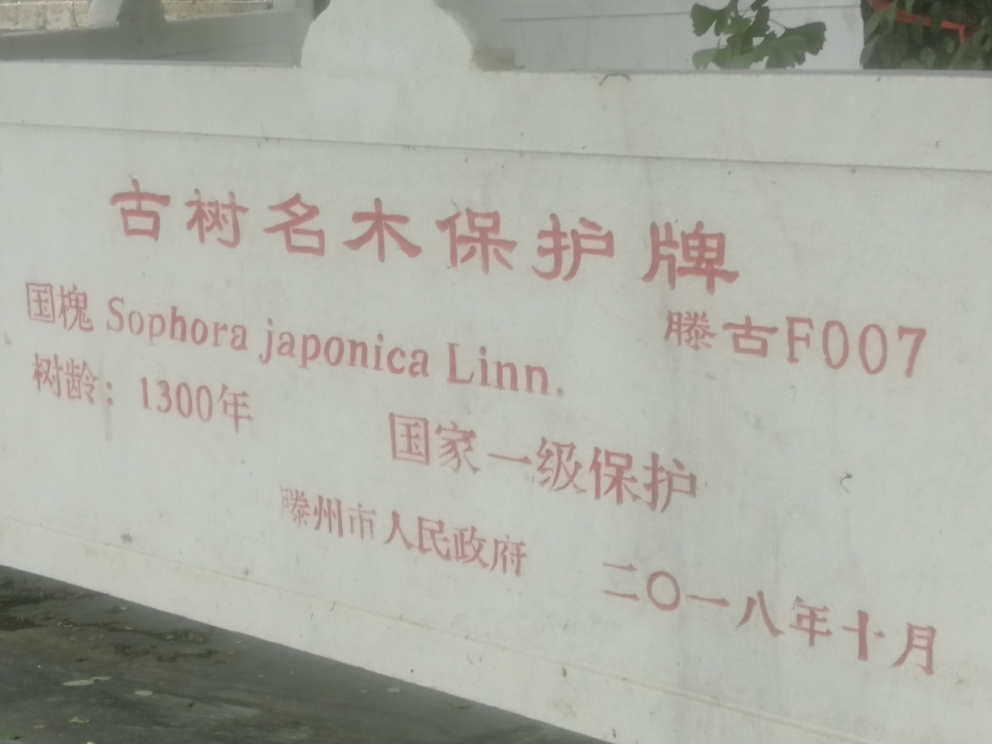 古树名木保护牌
滕古F007
国槐 Sophora japonica Linn.
树龄：1300年
国家一级保护
滕州市人民政府
二〇一八年十月